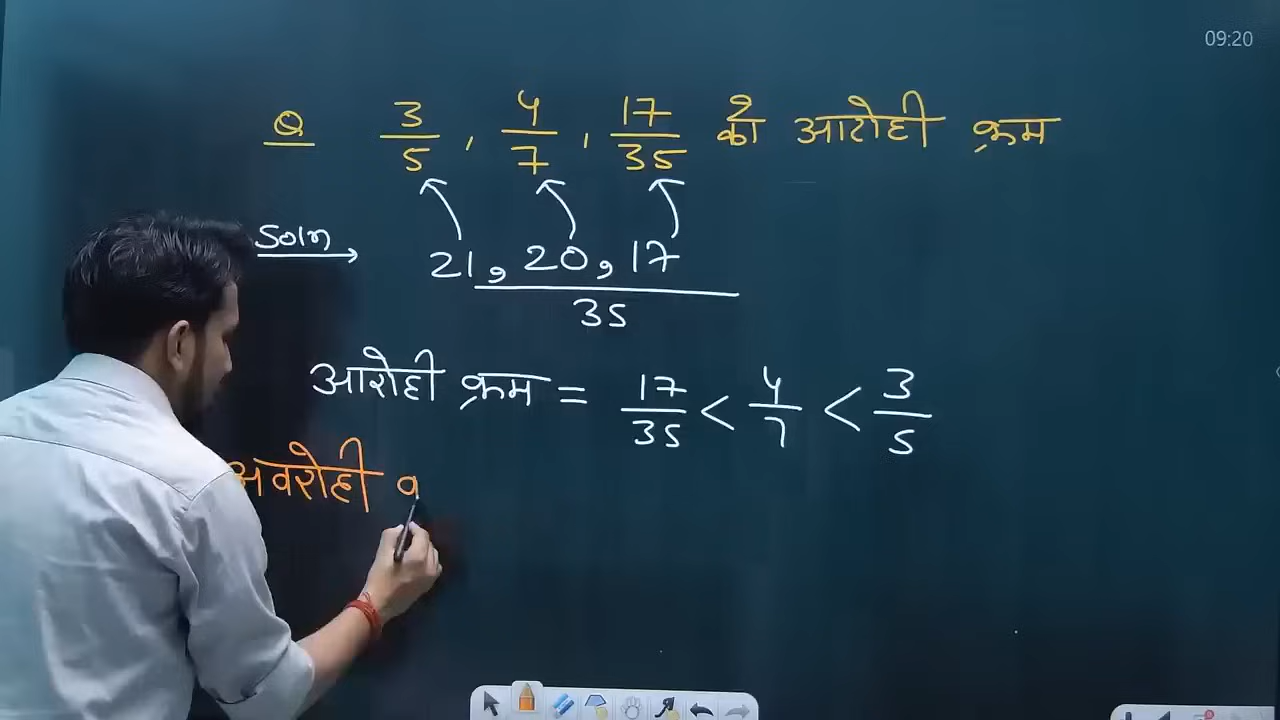 09:20
Q 3/5 , 4/7 , 17/35 का आरोही क्रम
Soln → 21, 20, 17
35
आरोही क्रम = 17/35 < 4/7 < 3/5
अवरोही